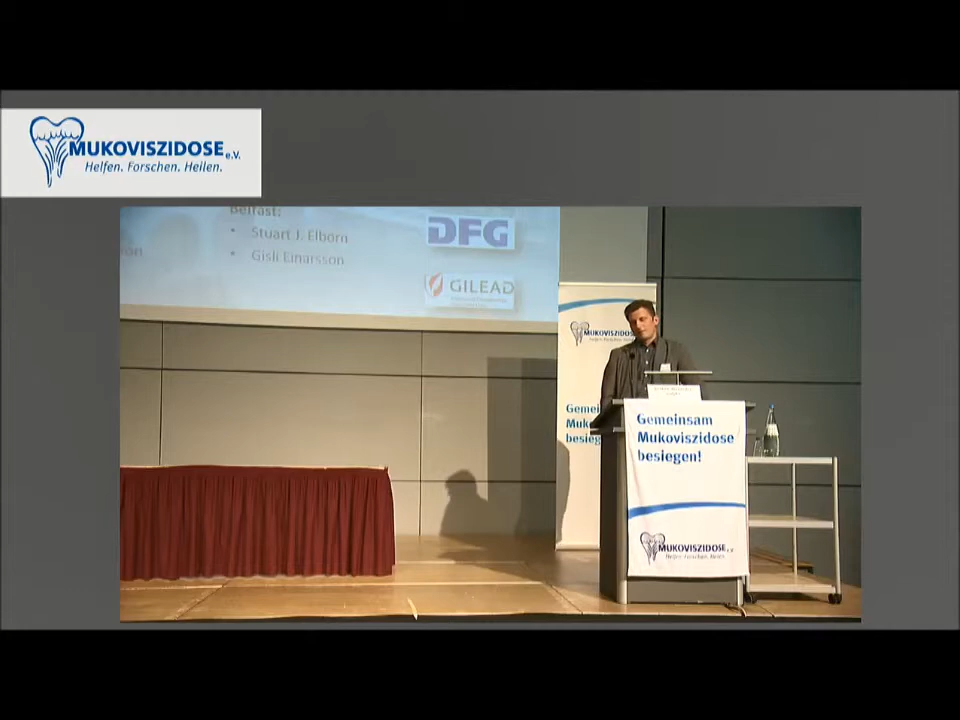 MUKOVISZIDOSE e.V.
Helfen. Forschen. Heilen.
Belfast:
• Stuart J. Elborn
• Gisli Einarsson
DFG
GILEAD
MUKOVISZIDOSE
Gemeinsam
Mukoviszidose
besiegen!
MUKOVISZIDOSE e.V.
Helfen. Forschen. Heilen.